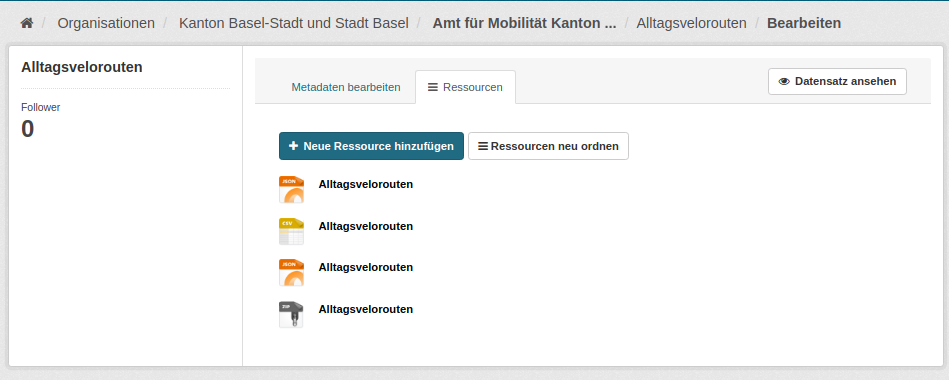 / Organisationen / Kanton Basel-Stadt und Stadt Basel / Amt für Mobilität Kanton ... / Alltagsvelorouten / Bearbeiten
Alltagsvelorouten
Follower
0
Metadaten bearbeiten
Ressourcen
Datensatz ansehen
Neue Ressource hinzufügen
Ressourcen neu ordnen
JSON Alltagsvelorouten
CSV Alltagsvelorouten
JSON Alltagsvelorouten
ZIP Alltagsvelorouten